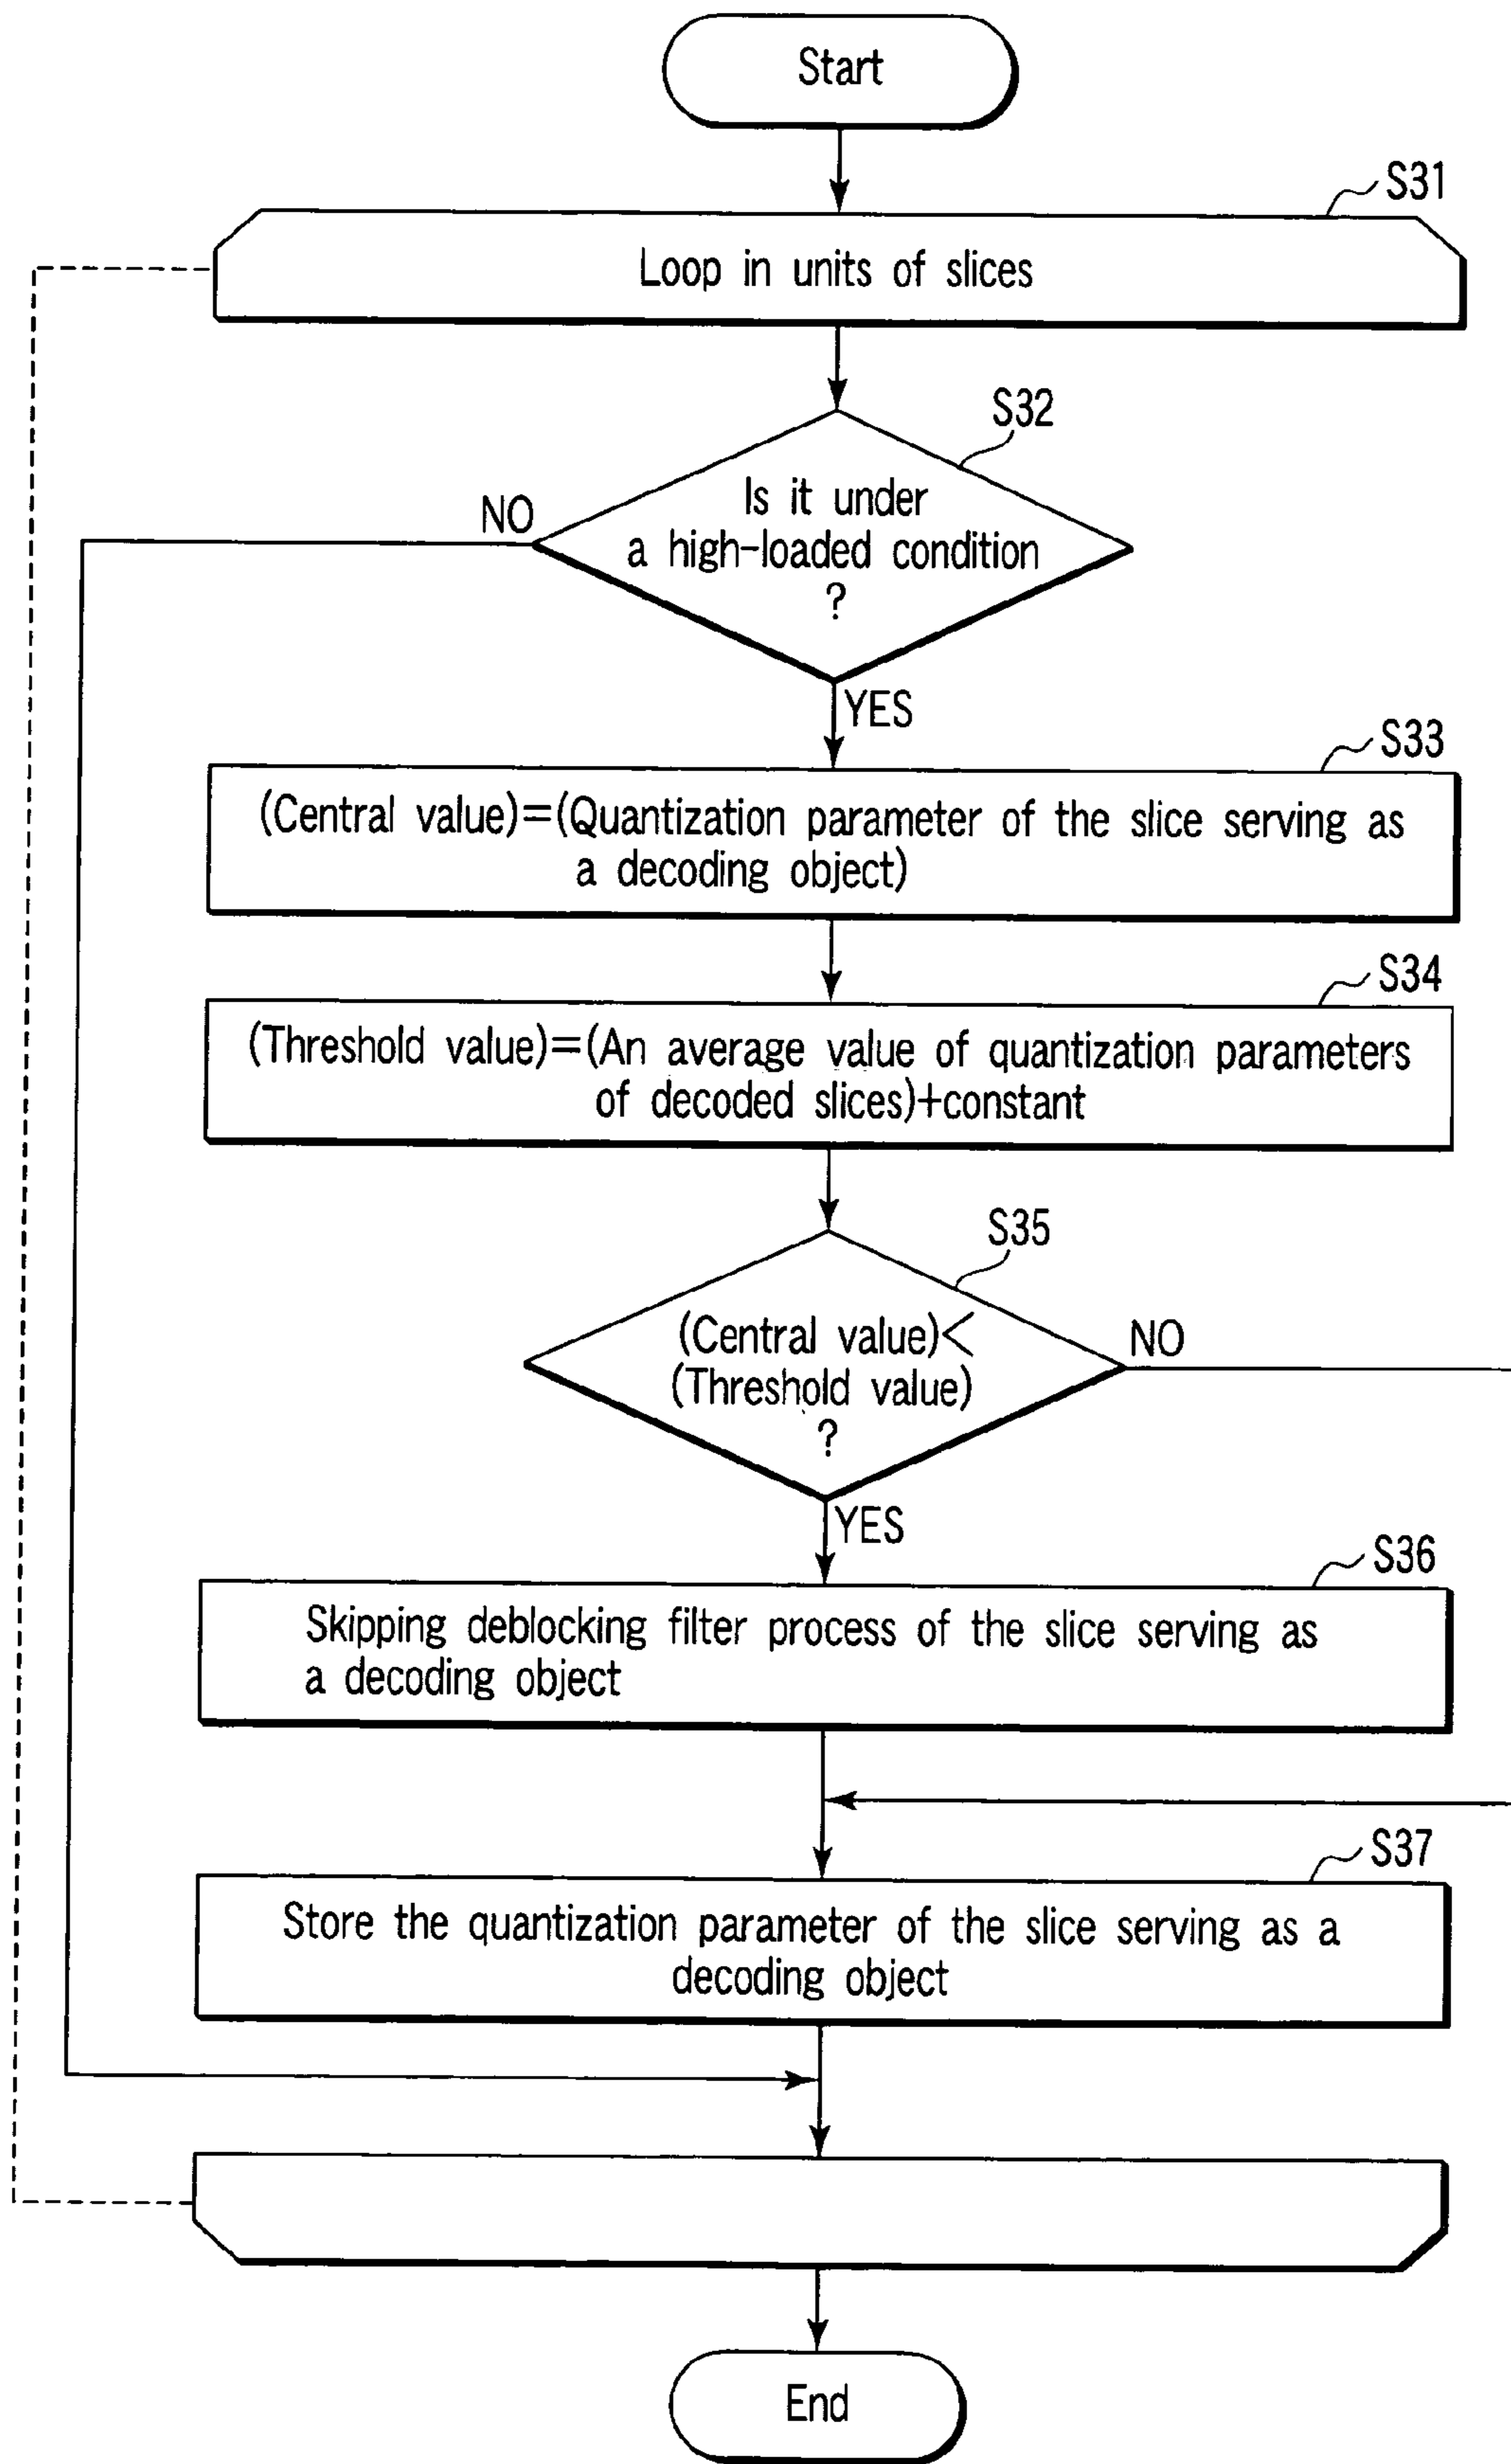 Start
S31
Loop in units of slices
S32
Is it under
a high-loaded condition
?
NO
YES
S33
(Central value)=(Quantization parameter of the slice serving as
a decoding object)
S34
(Threshold value)=(An average value of quantization parameters
of decoded slices)+constant
S35
(Central value)<
(Threshold value)
?
NO
YES
S36
Skipping deblocking filter process of the slice serving as
a decoding object
S37
Store the quantization parameter of the slice serving as a
decoding object
End